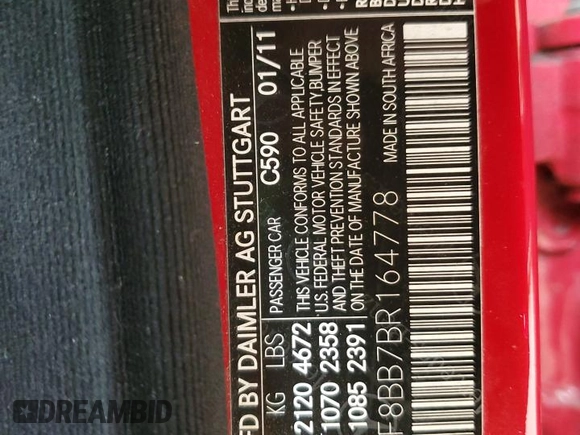 FD BY DAIMLER AG STUTTGART
C590 01/11
PASSENGER CAR
KG LBS
2120 4672
1070 2358
1085 2391
THIS VEHICLE CONFORMS TO ALL APPLICABLE
U.S. FEDERAL MOTOR VEHICLE SAFETY, BUMPER
AND THEFT PREVENTION STANDARDS IN EFFECT
ON THE DATE OF MANUFACTURE SHOWN ABOVE
F8BB7BR164778
MADE IN SOUTH AFRICA
DREAMBID